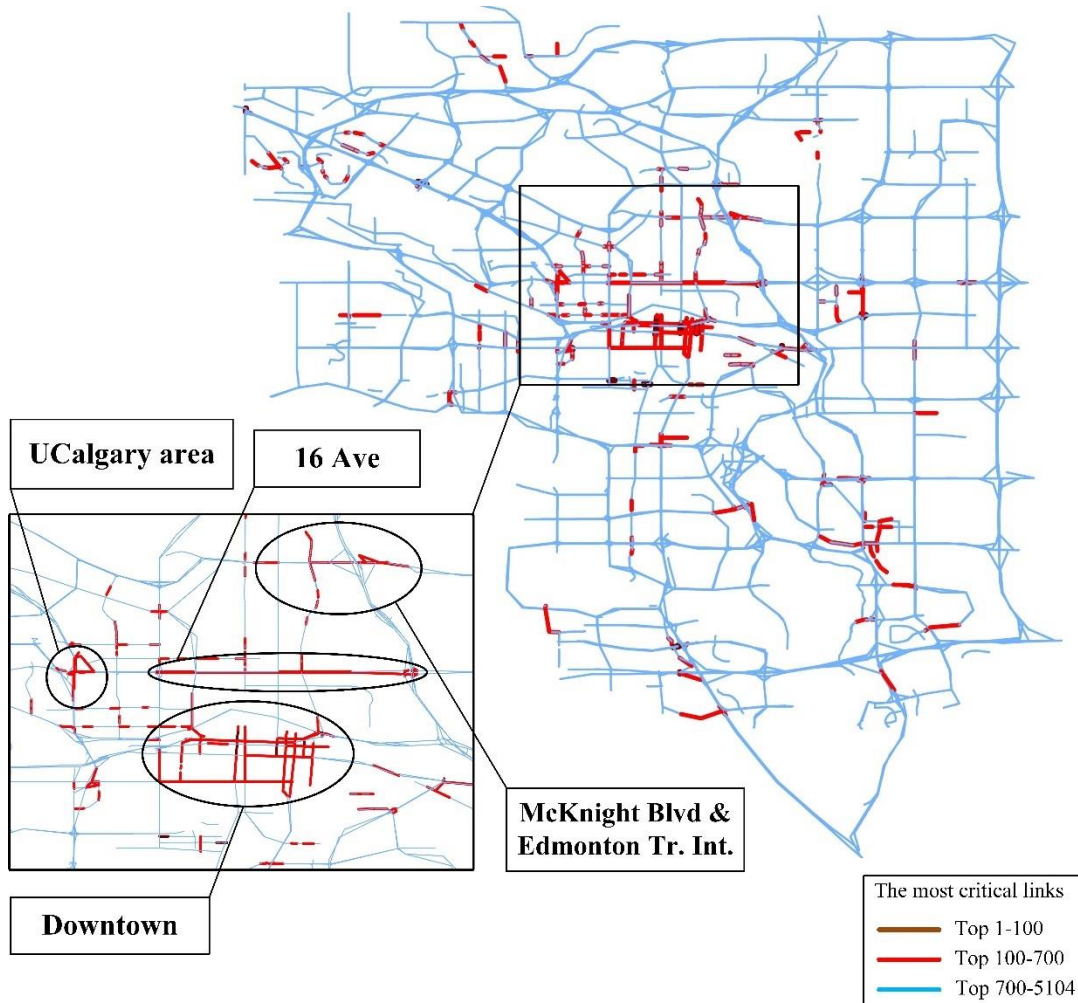 UCalgary area
16 Ave
McKnight Blvd &
Edmonton Tr. Int.
Downtown
The most critical links
Top 1-100
Top 100-700
Top 700-5104